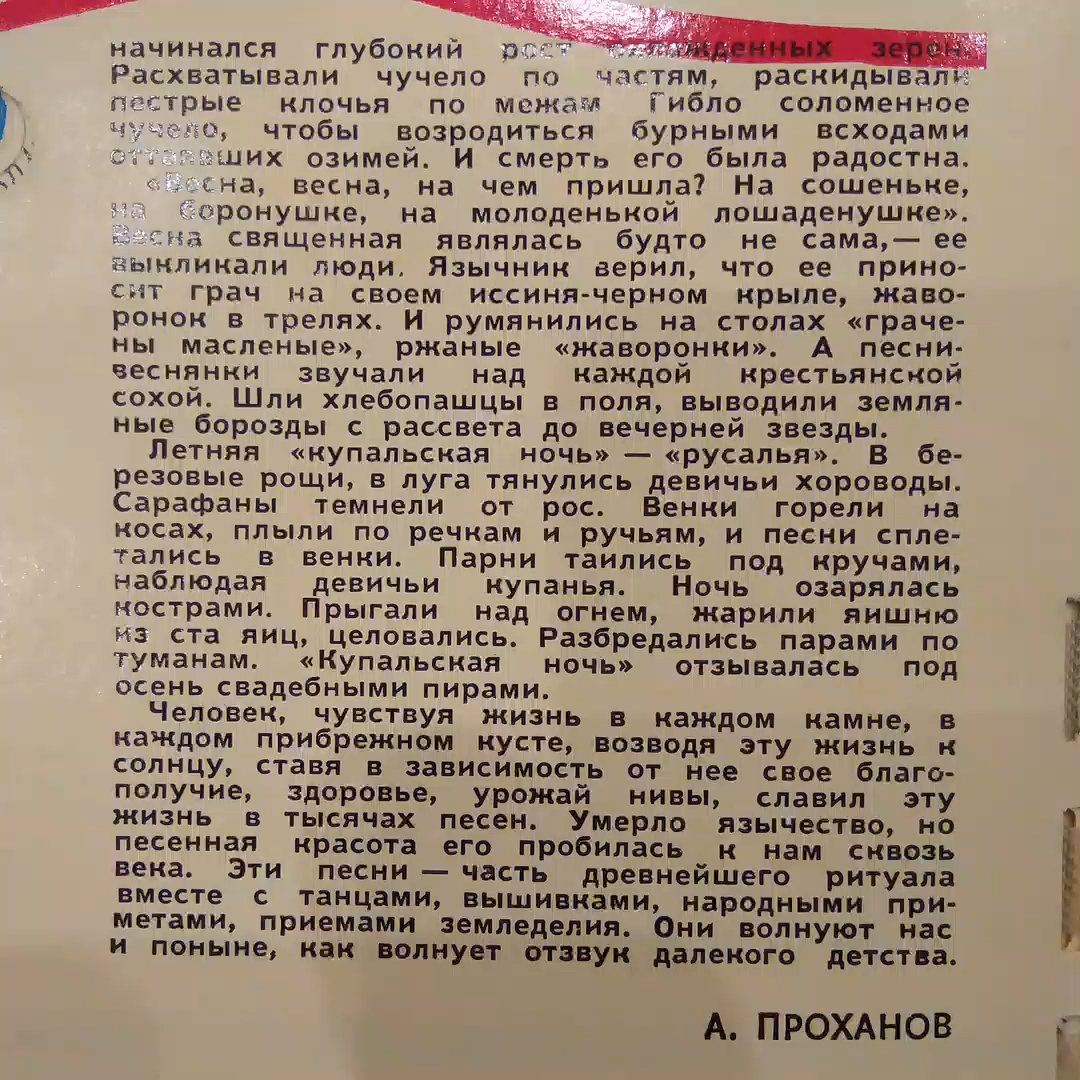 начинался глубокий рост охлажденных зерен.
Расхватывали чучело по частям, раскидывали
пестрые клочья по межам Гибло соломенное
чучело, чтобы возродиться бурными всходами
оттаявших озимей. И смерть его была радостна.
«Весна, весна, на чем пришла? На сошеньке,
на боронушке, на молоденькой лошаденушке».
Весна священная являлась будто не сама,— ее
выкликали люди. Язычник верил, что ее прино-
сит грач на своем иссиня-черном крыле, жаво-
ронок в трелях. И румянились на столах «граче-
ны масленые», ржаные «жаворонки». А песни-
веснянки звучали над каждой крестьянской
сохой. Шли хлебопашцы в поля, выводили земля-
ные борозды с рассвета до вечерней звезды.
Летняя «купальская ночь» — «русалья». В бе-
резовые рощи, в луга тянулись девичьи хороводы.
Сарафаны темнели от рос. Венки горели на
косах, плыли по речкам и ручьям, и песни спле-
тались в венки. Парни таились под кручами,
наблюдая девичьи купанья. Ночь озарялась
кострами. Прыгали над огнем, жарили яишню
из ста яиц, целовались. Разбредались парами по
туманам. «Купальская ночь» отзывалась под
осень свадебными пирами.
Человек, чувствуя жизнь в каждом камне, в
каждом прибрежном кусте, возводя эту жизнь к
солнцу, ставя в зависимость от нее свое благо-
получие, здоровье, урожай нивы, славил эту
жизнь в тысячах песен. Умерло язычество, но
песенная красота его пробилась к нам сквозь
века. Эти песни — часть древнейшего ритуала
вместе с танцами, вышивками, народными при-
метами, приемами земледелия. Они волнуют нас
и поныне, как волнует отзвук далекого детства.
А. ПРОХАНОВ